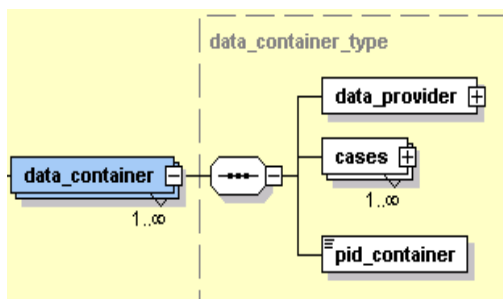 data_container_type
data_provider
cases
1..∞
data_container
1..∞
pid_container